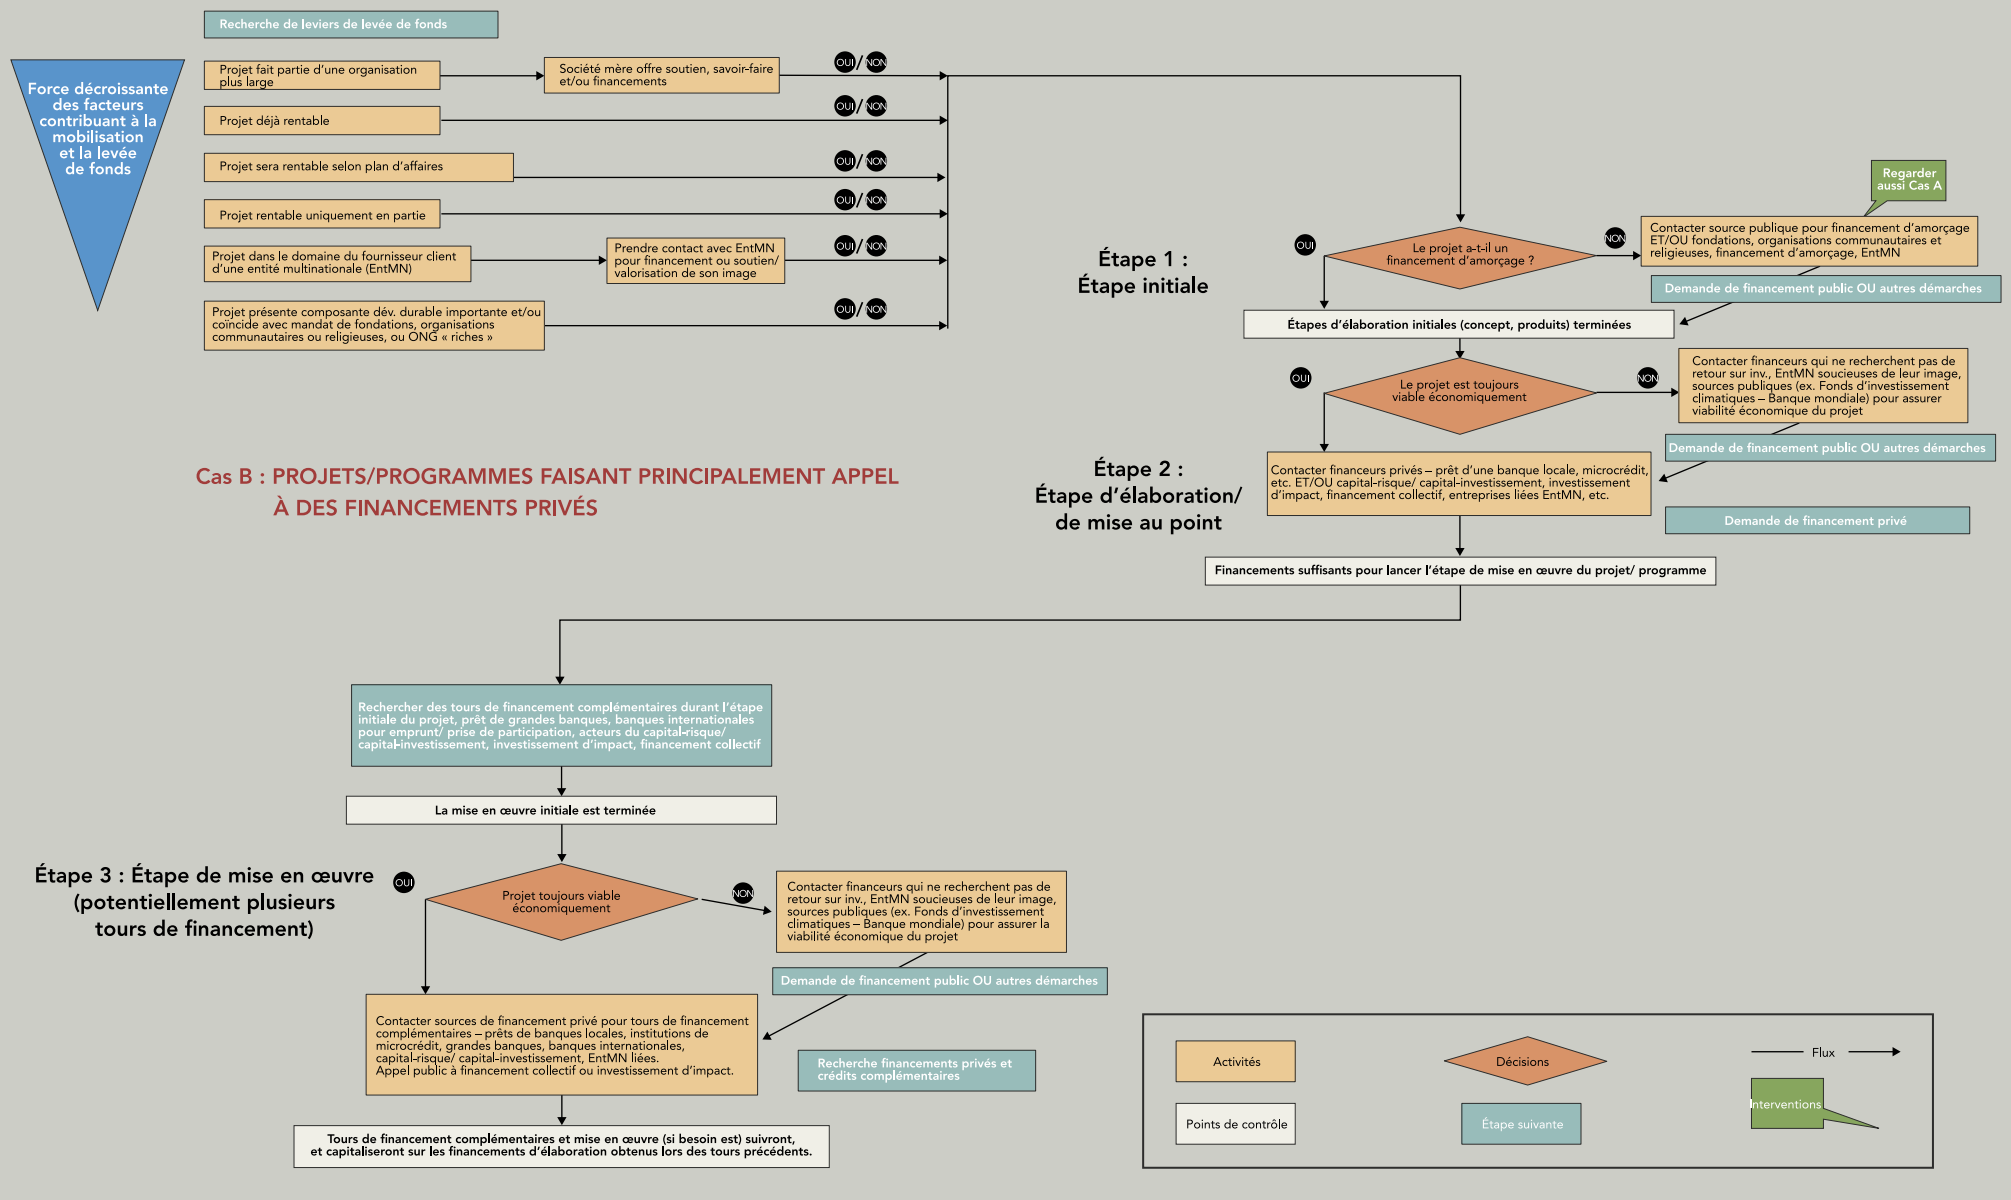 Recherche de leviers de levée de fonds
Force décroissante
des facteurs
contribuant à la
mobilisation
et la levée
de fonds
Projet fait partie d'une organisation
plus large
Société mère offre soutien, savoir-faire
et/ou financements
OUI/NON
Projet déjà rentable
OUI/NON
Projet sera rentable selon plan d'affaires
OUI/NON
Projet rentable uniquement en partie
OUI/NON
Projet dans le domaine du fournisseur client
d'une entité multinationale (EntMN)
Prendre contact avec EntMN
pour financement ou soutien/
valorisation de son image
OUI/NON
Projet présente composante dév. durable importante et/ou
coïncide avec mandat de fondations, organisations
communautaires ou religieuses, ou ONG « riches »
OUI/NON
Cas B : PROJETS/PROGRAMMES FAISANT PRINCIPALEMENT APPEL
À DES FINANCEMENTS PRIVÉS
Étape 1 :
Étape initiale
OUI
Le projet a-t-il un
financement d'amorçage ?
NON
Regarder
aussi Cas A
Contacter source publique pour financement d'amorçage
ET/OU fondations, organisations communautaires et
religieuses, financement d'amorçage, EntMN
Demande de financement public OU autres démarches
Étapes d'élaboration initiales (concept, produits) terminées
OUI
Le projet est toujours
viable économiquement
NON
Contacter financeurs qui ne recherchent pas de
retour sur inv., EntMN soucieuses de leur image,
sources publiques (ex. Fonds d'investissement
climatiques – Banque mondiale) pour assurer
viabilité économique du projet
Demande de financement public OU autres démarches
Étape 2 :
Étape d'élaboration/
de mise au point
Contacter financeurs privés – prêt d'une banque locale, microcrédit,
etc. ET/OU capital-risque/ capital-investissement, investissement
d'impact, financement collectif, entreprises liées EntMN, etc.
Demande de financement privé
Financements suffisants pour lancer l'étape de mise en œuvre du projet/ programme
Rechercher des tours de financement complémentaires durant l'étape
initiale du projet, prêt de grandes banques, banques internationales
pour emprunt/ prise de participation, acteurs du capital-risque/
capital-investissement, investissement d'impact, financement collectif
La mise en œuvre initiale est terminée
Étape 3 : Étape de mise en œuvre
(potentiellement plusieurs
tours de financement)
OUI
Projet toujours viable
économiquement
NON
Contacter financeurs qui ne recherchent pas de
retour sur inv., EntMN soucieuses de leur image,
sources publiques (ex. Fonds d'investissement
climatiques – Banque mondiale) pour assurer la
viabilité économique du projet
Demande de financement public OU autres démarches
Contacter sources de financement privé pour tours de financement
complémentaires – prêts de banques locales, institutions de
microcrédit, grandes banques, banques internationales,
capital-risque/ capital-investissement, EntMN liées.
Appel public à financement collectif ou investissement d'impact.
Recherche financements privés et
crédits complémentaires
Tours de financement complémentaires et mise en œuvre (si besoin est) suivront,
et capitaliseront sur les financements d'élaboration obtenus lors des tours précédents.
Activités
Décisions
Flux
Points de contrôle
Étape suivante
Interventions